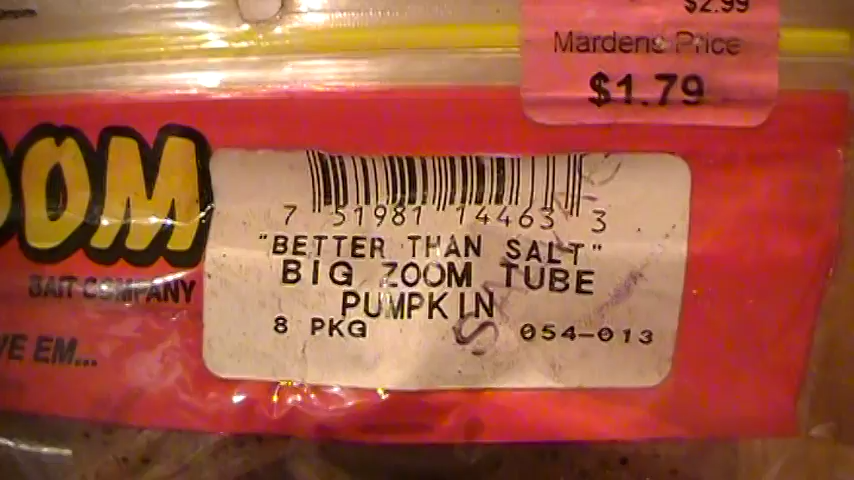 $2.99
Mardens Price
$1.79
OOM
BAIT COMPANY
VE EM...
7 51981 14463 3
"BETTER THAN SALT"
BIG ZOOM TUBE
PUMPKIN
8 PKG 054-013